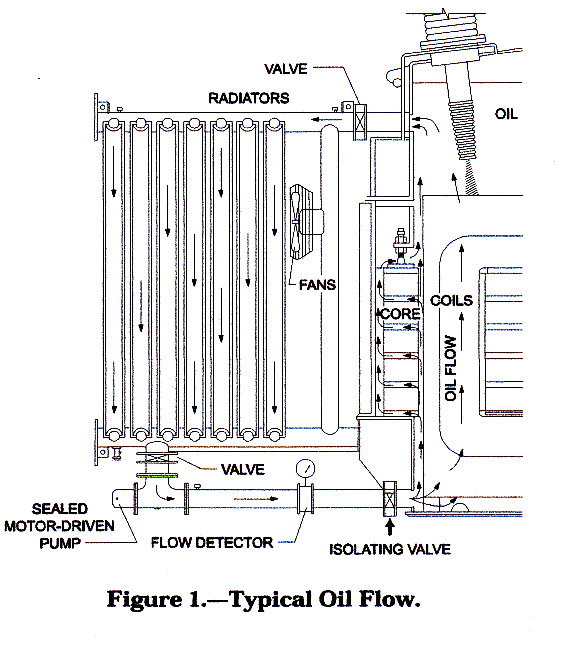 VALVE
RADIATORS
OIL
FANS
CORE
COILS
OIL FLOW
VALVE
SEALED
MOTOR-DRIVEN
PUMP
FLOW DETECTOR
ISOLATING VALVE
Figure 1.—Typical Oil Flow.